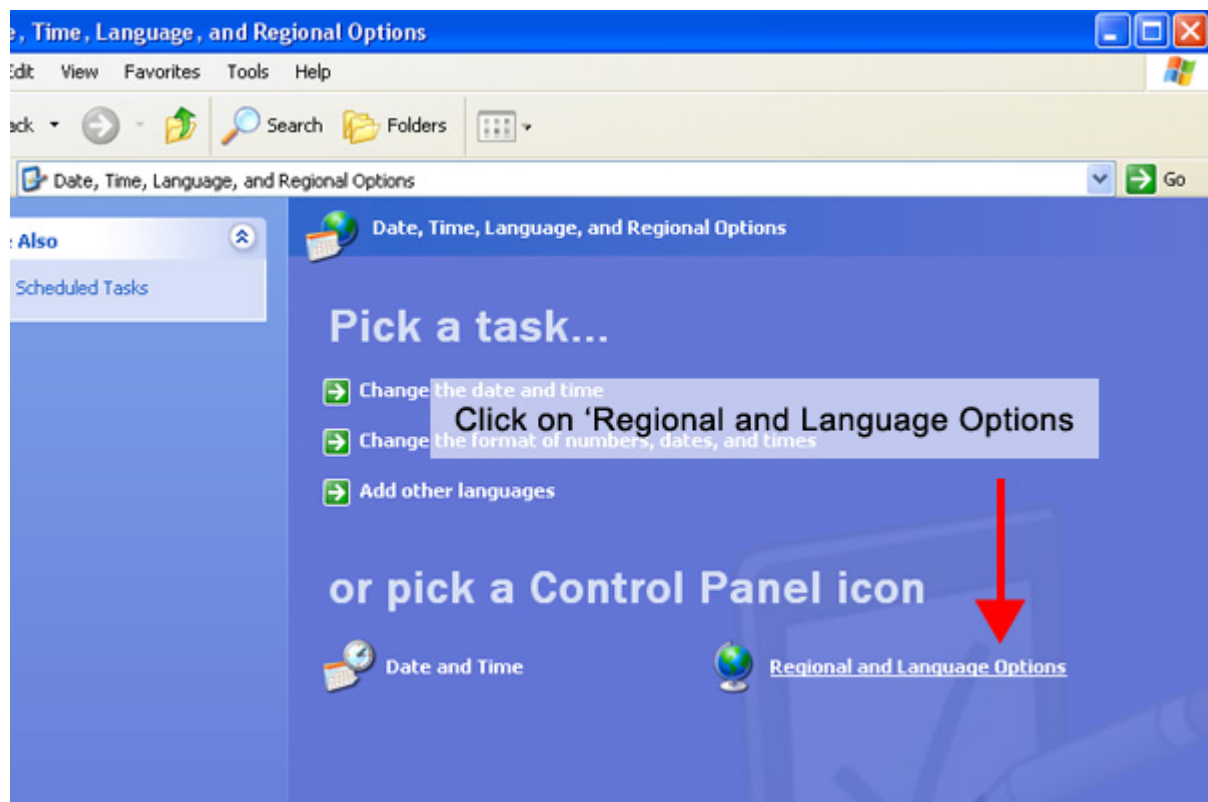 , Time, Language, and Regional Options
Edit View Favorites Tools Help
Search Folders
Date, Time, Language, and Regional Options Go
Also
Scheduled Tasks
Date, Time, Language, and Regional Options
Pick a task...
Change the date and time
Click on ‘Regional and Language Options
Change the format of numbers, dates, and times
Add other languages
or pick a Control Panel icon
Date and Time Regional and Language Options